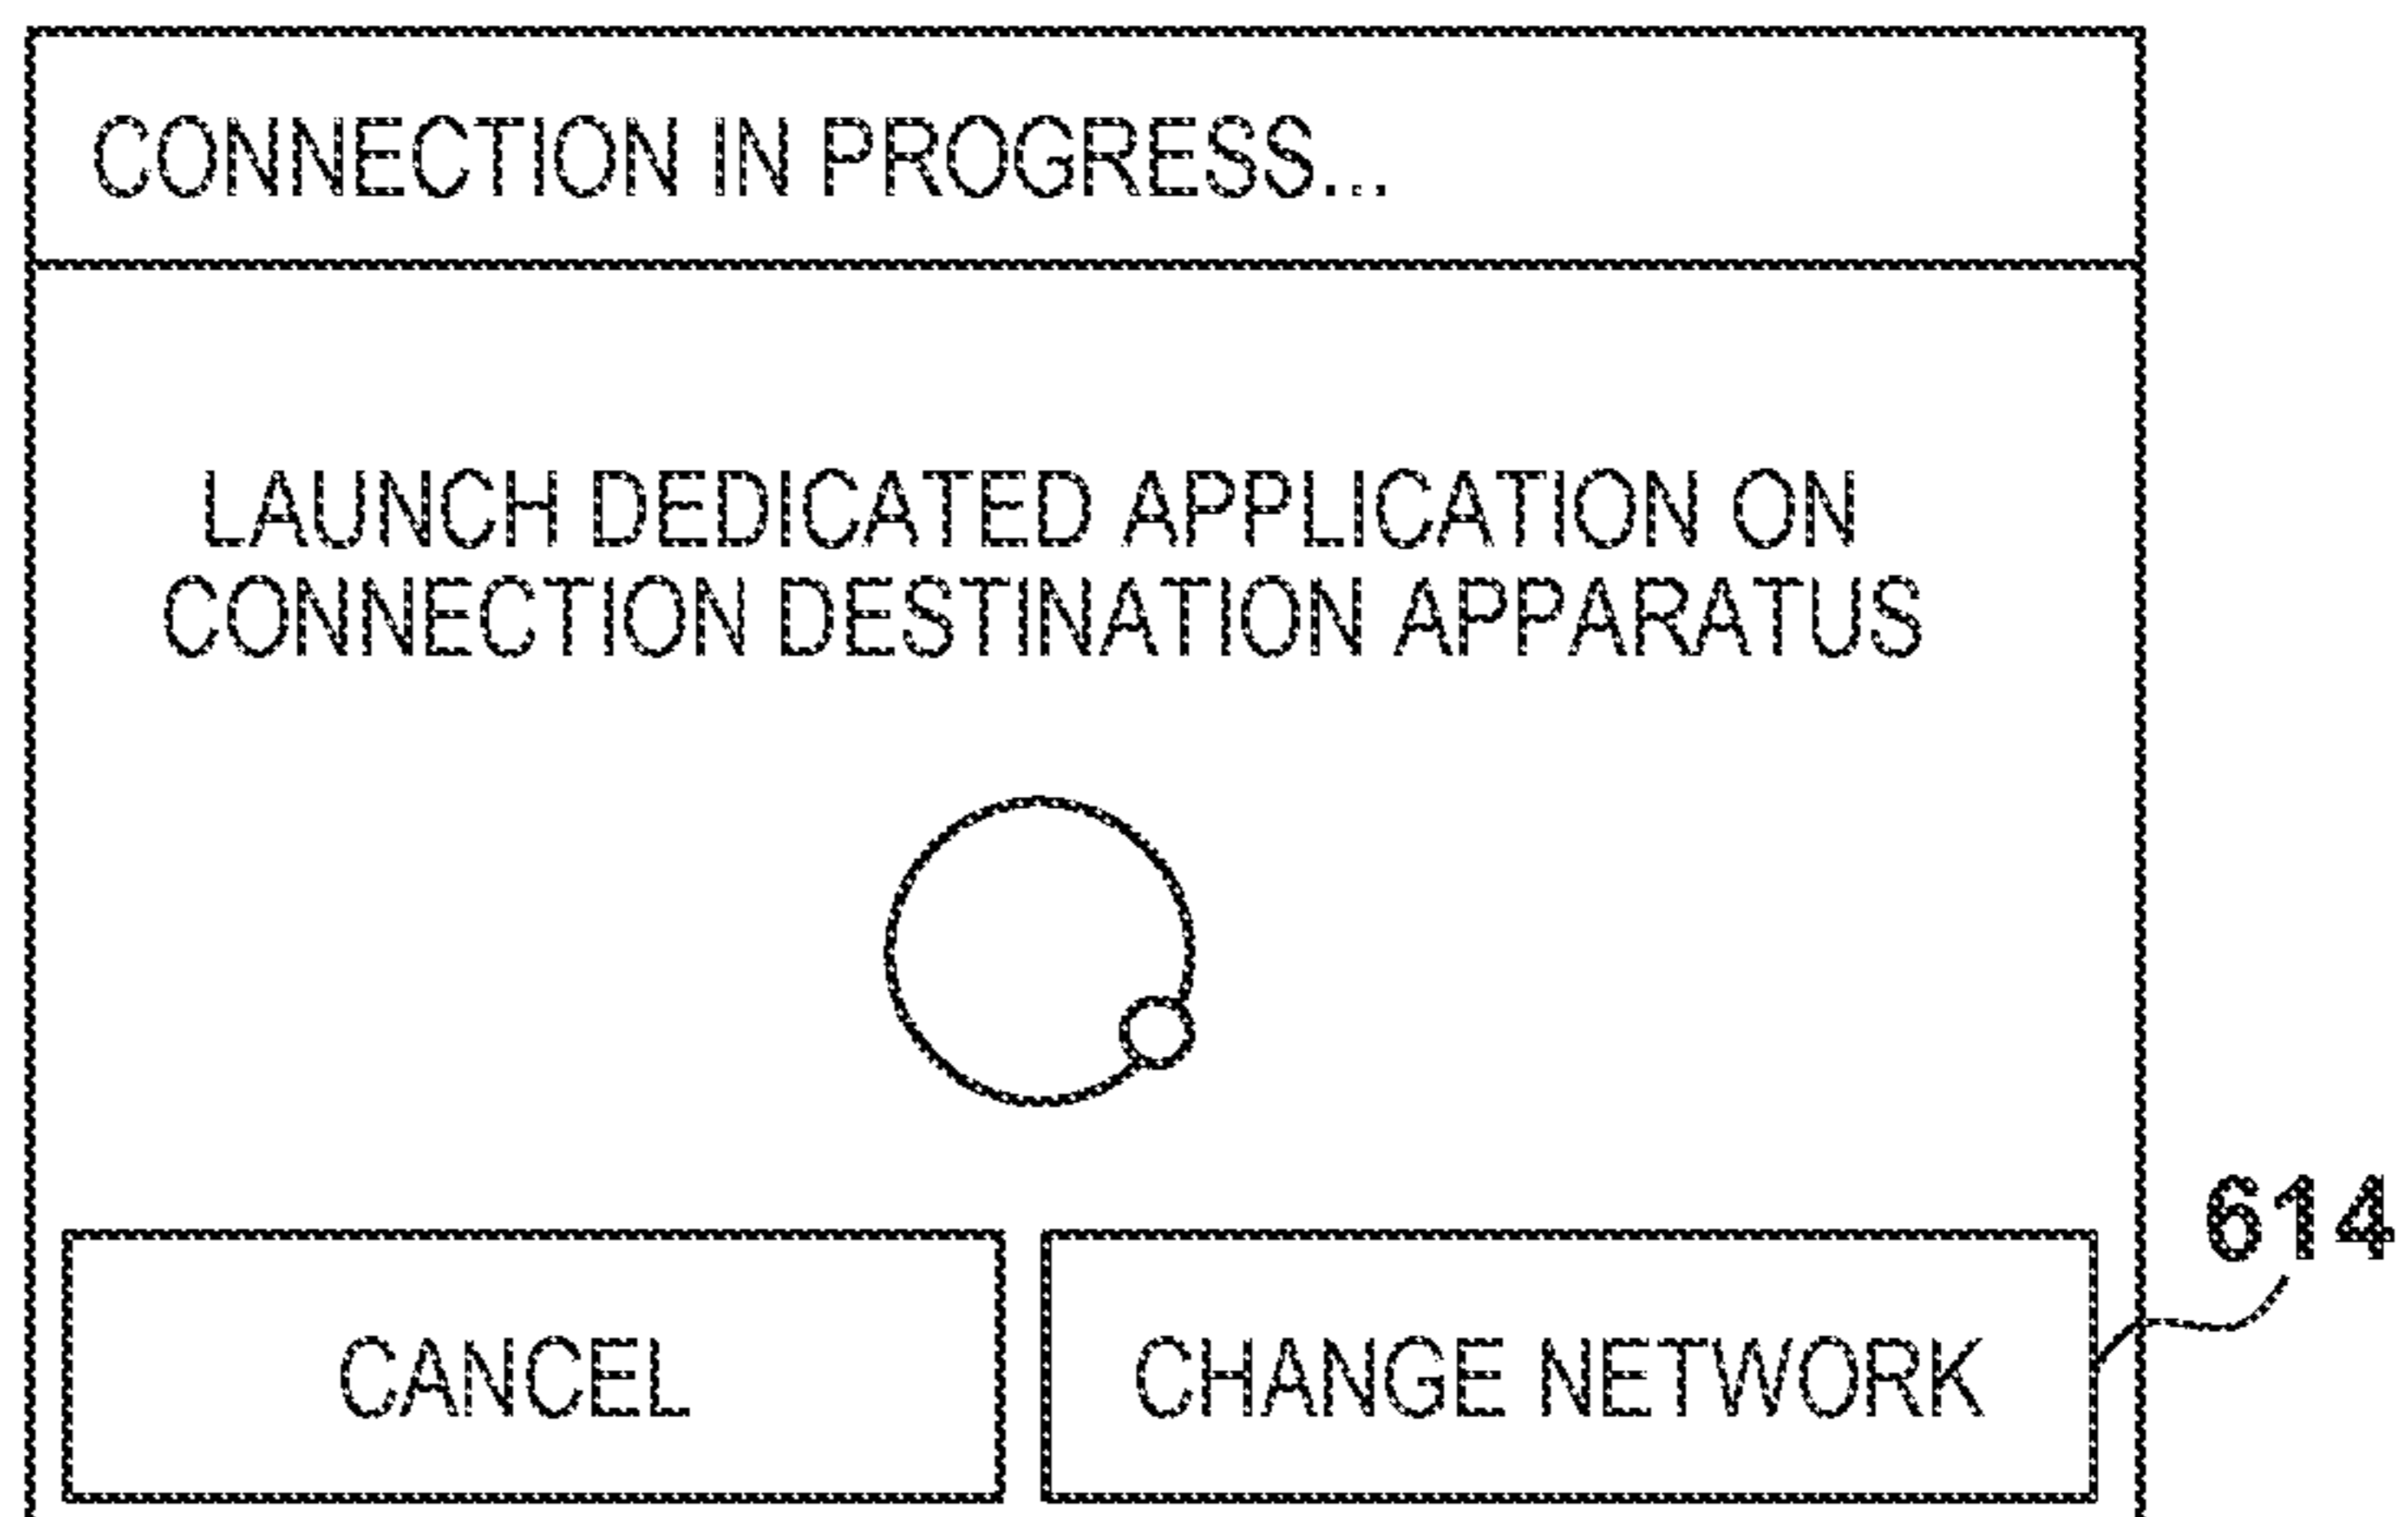 CONNECTION IN PROGRESS...
LAUNCH DEDICATED APPLICATION ON
CONNECTION DESTINATION APPARATUS
614
CANCEL
CHANGE NETWORK